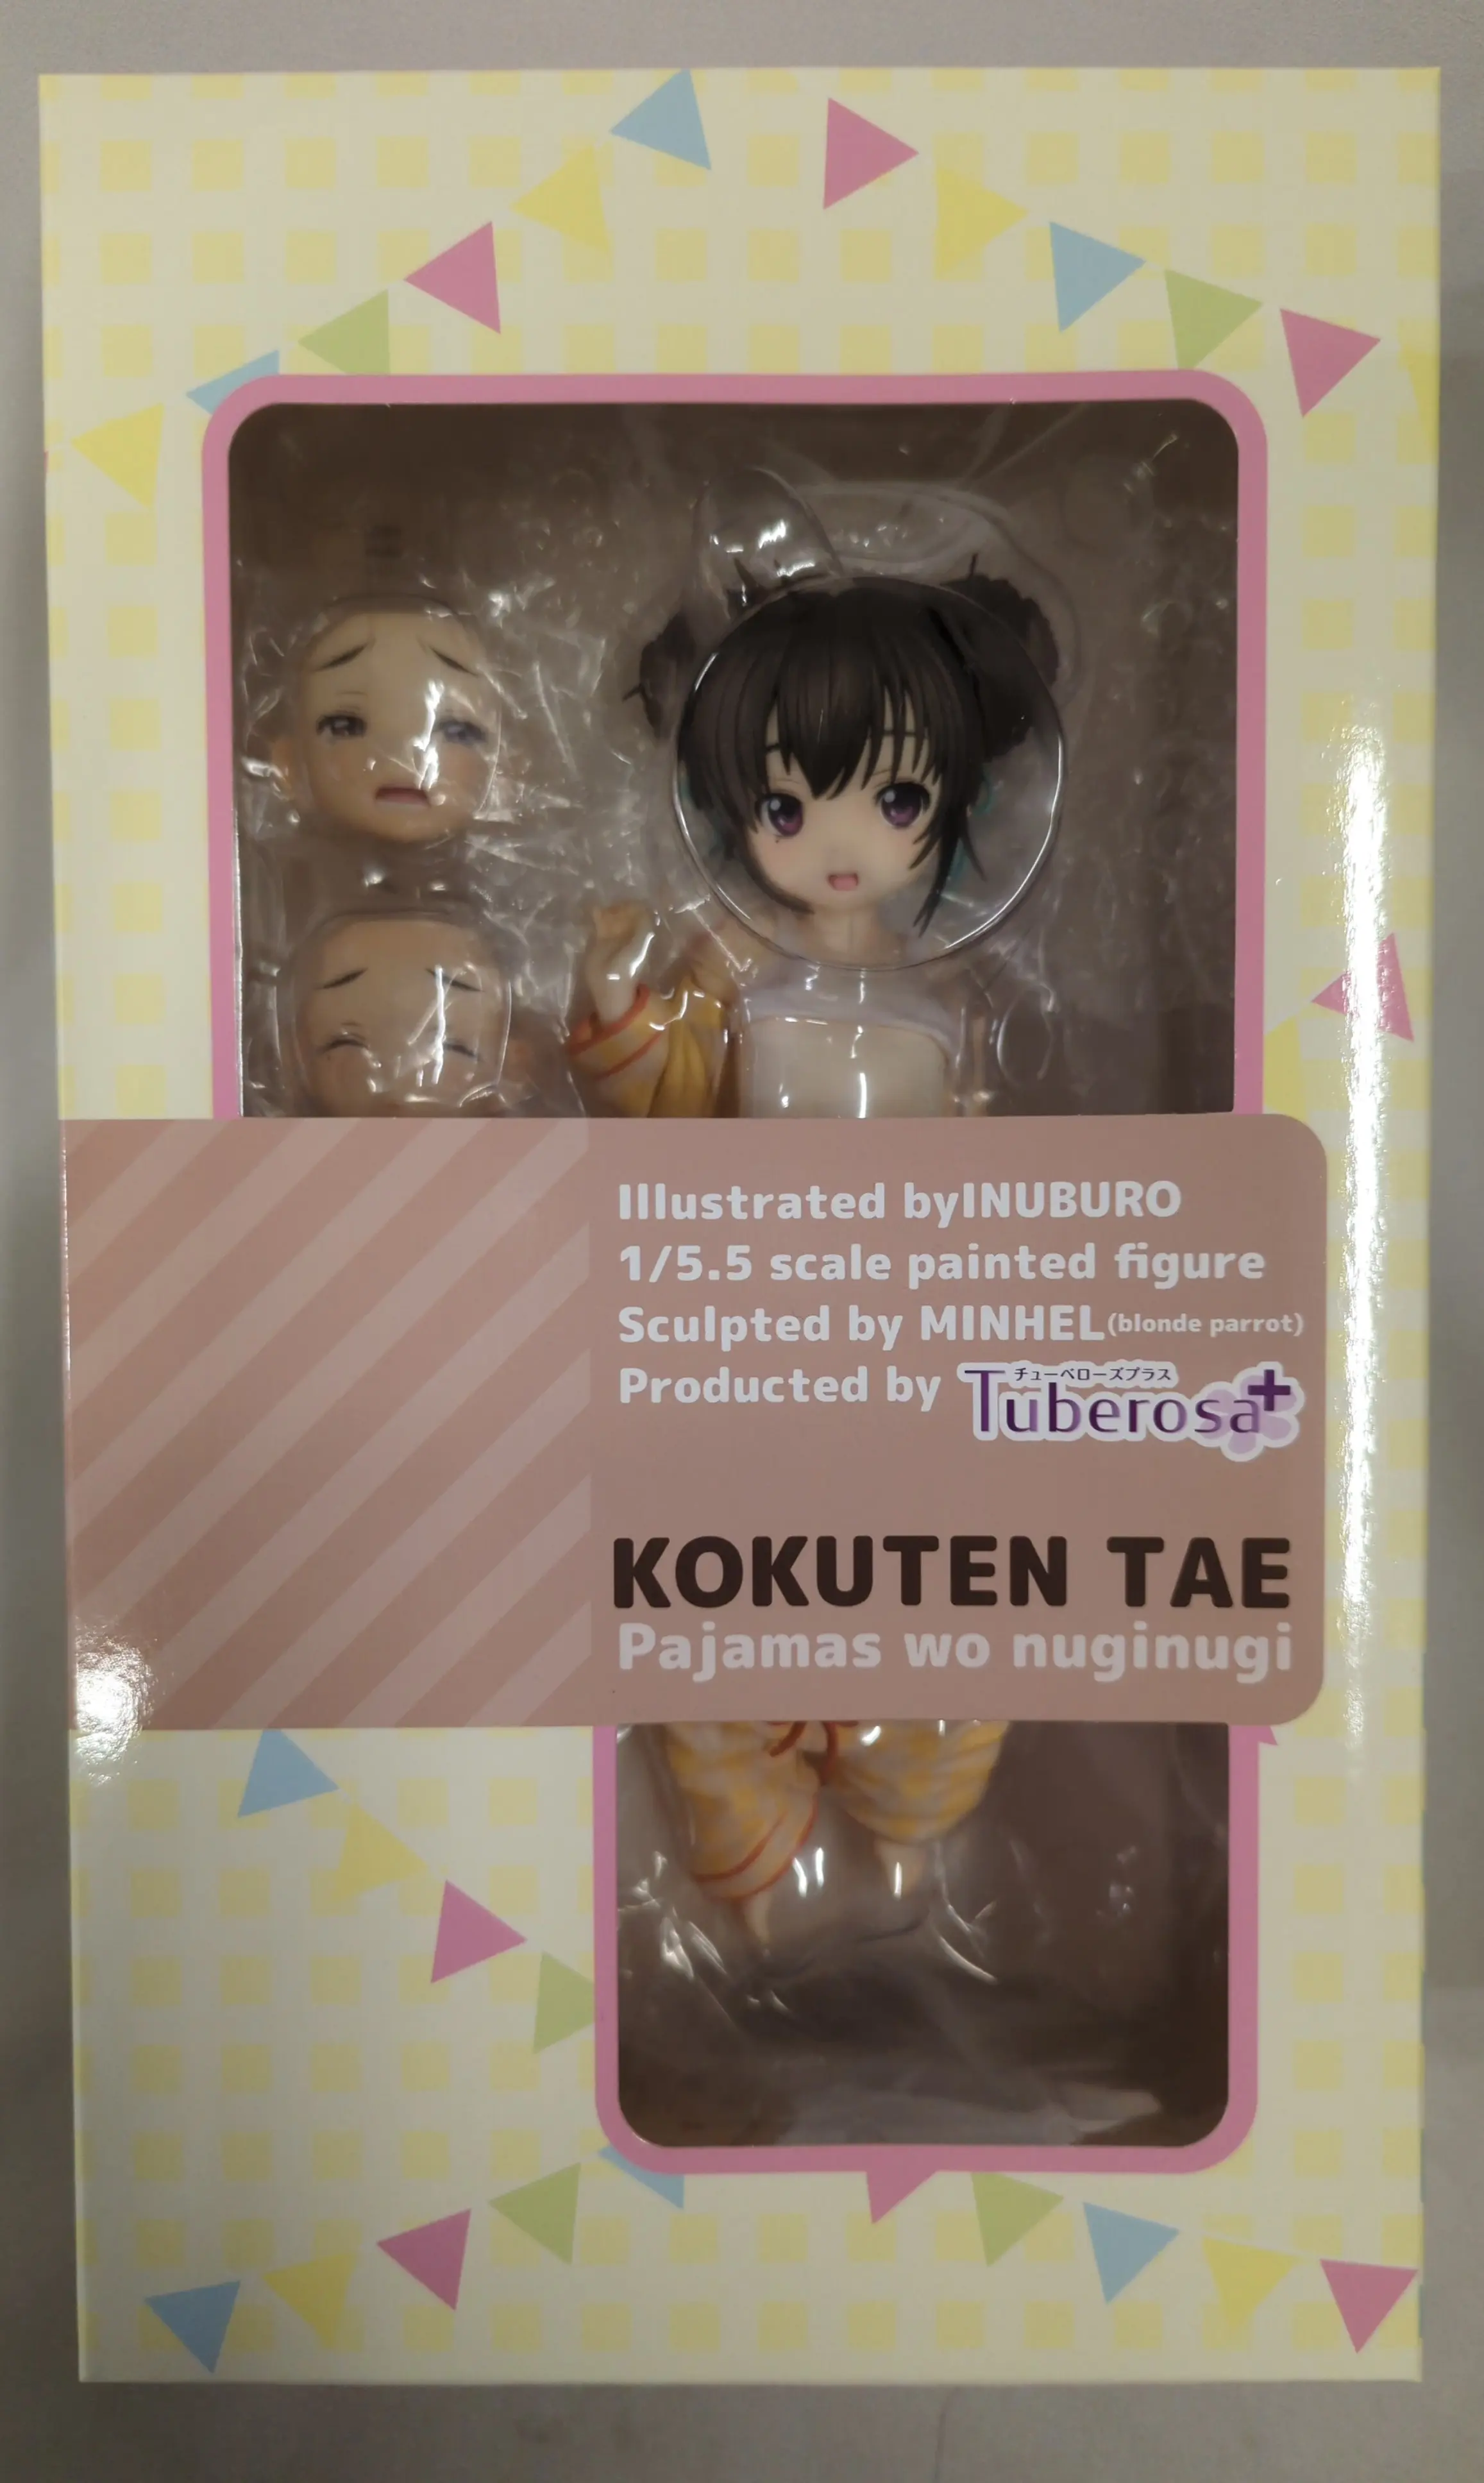 Illustrated byINUBURO
1/5.5 scale painted figure
Sculpted by MINHEL(blonde parrot)
Producted by
チューベローズプラス
Tuberosa+
KOKUTEN TAE
Pajamas wo nuginugi